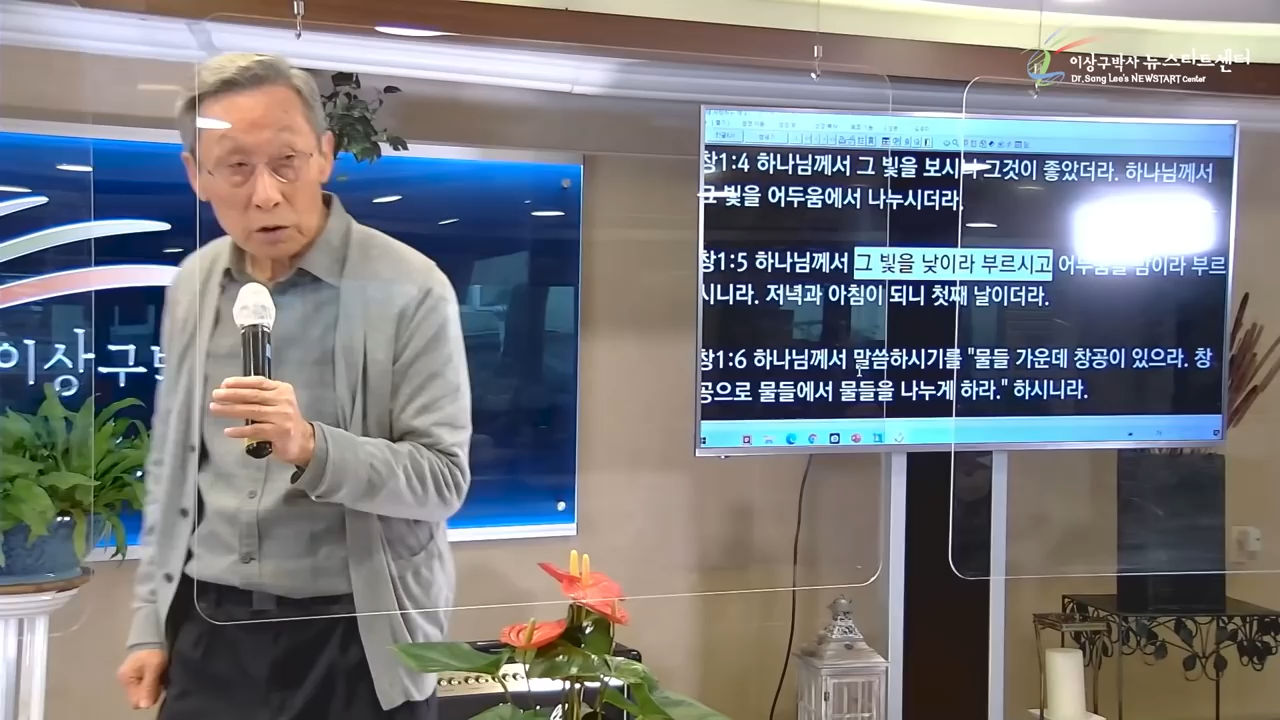 이상구박사 뉴스타트센터
Dr. Sang Lee's NEWSTART Center
창1:4 하나님께서 그 빛을 보시니 그것이 좋았더라. 하나님께서
그 빛을 어두움에서 나누시더라.
창1:5 하나님께서 그 빛을 낮이라 부르시고 어두움을 밤이라 부르
시니라. 저녁과 아침이 되니 첫째 날이더라.
창1:6 하나님께서 말씀하시기를 "물들 가운데 창공이 있으라. 창
공으로 물들에서 물들을 나누게 하라." 하시니라.
이상구